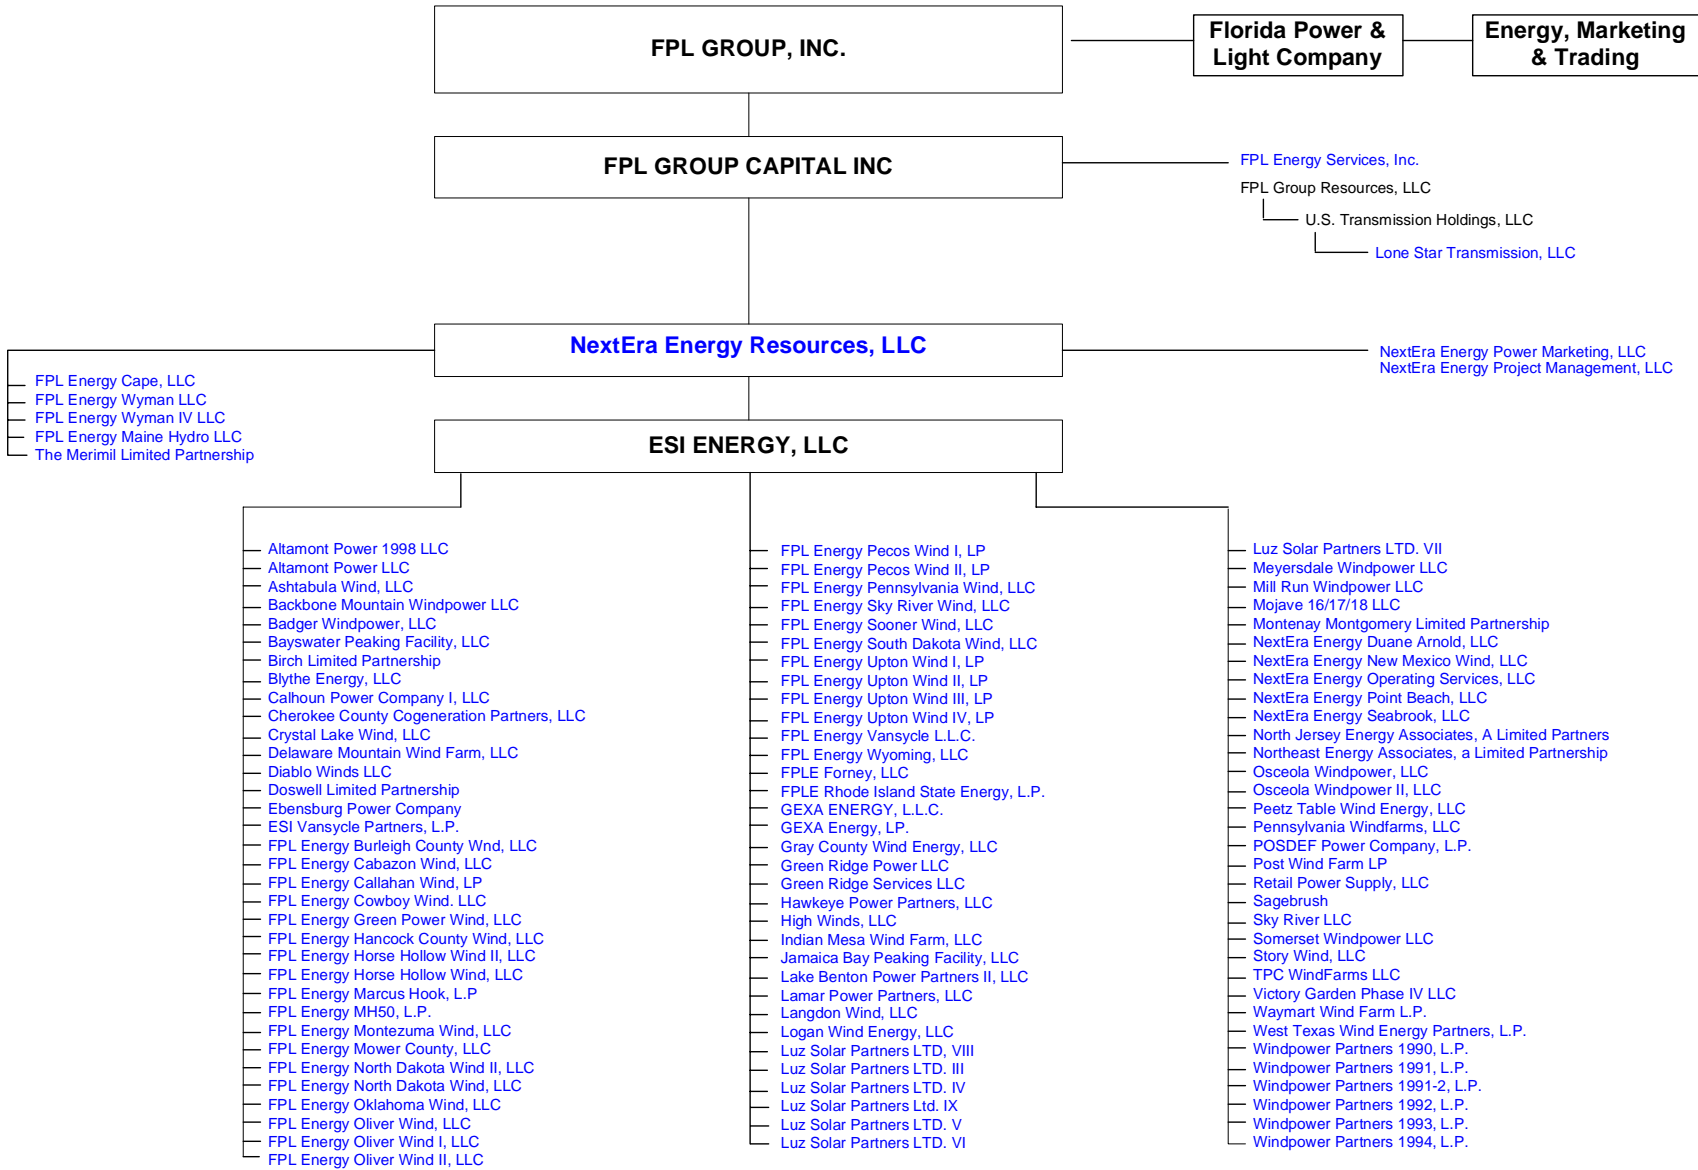 FPL GROUP, INC.
Florida Power &
Light Company
Energy, Marketing
& Trading
FPL GROUP CAPITAL INC
FPL Energy Services, Inc.
FPL Group Resources, LLC
U.S. Transmission Holdings, LLC
Lone Star Transmission, LLC
NextEra Energy Resources, LLC
NextEra Energy Power Marketing, LLC
NextEra Energy Project Management, LLC
FPL Energy Cape, LLC
FPL Energy Wyman LLC
FPL Energy Wyman IV LLC
FPL Energy Maine Hydro LLC
The Merimil Limited Partnership
ESI ENERGY, LLC
Altamont Power 1998 LLC
Altamont Power LLC
Ashtabula Wind, LLC
Backbone Mountain Windpower LLC
Badger Windpower, LLC
Bayswater Peaking Facility, LLC
Birch Limited Partnership
Blythe Energy, LLC
Calhoun Power Company I, LLC
Cherokee County Cogeneration Partners, LLC
Crystal Lake Wind, LLC
Delaware Mountain Wind Farm, LLC
Diablo Winds LLC
Doswell Limited Partnership
Ebensburg Power Company
ESI Vansycle Partners, L.P.
FPL Energy Burleigh County Wnd, LLC
FPL Energy Cabazon Wind, LLC
FPL Energy Callahan Wind, LP
FPL Energy Cowboy Wind. LLC
FPL Energy Green Power Wind, LLC
FPL Energy Hancock County Wind, LLC
FPL Energy Horse Hollow Wind II, LLC
FPL Energy Horse Hollow Wind, LLC
FPL Energy Marcus Hook, L.P
FPL Energy MH50, L.P.
FPL Energy Montezuma Wind, LLC
FPL Energy Mower County, LLC
FPL Energy North Dakota Wind II, LLC
FPL Energy North Dakota Wind, LLC
FPL Energy Oklahoma Wind, LLC
FPL Energy Oliver Wind, LLC
FPL Energy Oliver Wind I, LLC
FPL Energy Oliver Wind II, LLC
FPL Energy Pecos Wind I, LP
FPL Energy Pecos Wind II, LP
FPL Energy Pennsylvania Wind, LLC
FPL Energy Sky River Wind, LLC
FPL Energy Sooner Wind, LLC
FPL Energy South Dakota Wind, LLC
FPL Energy Upton Wind I, LP
FPL Energy Upton Wind II, LP
FPL Energy Upton Wind III, LP
FPL Energy Upton Wind IV, LP
FPL Energy Vansycle L.L.C.
FPL Energy Wyoming, LLC
FPLE Forney, LLC
FPLE Rhode Island State Energy, L.P.
GEXA ENERGY, L.L.C.
GEXA Energy, LP.
Gray County Wind Energy, LLC
Green Ridge Power LLC
Green Ridge Services LLC
Hawkeye Power Partners, LLC
High Winds, LLC
Indian Mesa Wind Farm, LLC
Jamaica Bay Peaking Facility, LLC
Lake Benton Power Partners II, LLC
Lamar Power Partners, LLC
Langdon Wind, LLC
Logan Wind Energy, LLC
Luz Solar Partners LTD, VIII
Luz Solar Partners LTD. III
Luz Solar Partners LTD. IV
Luz Solar Partners Ltd. IX
Luz Solar Partners LTD. V
Luz Solar Partners LTD. VI
Luz Solar Partners LTD. VII
Meyersdale Windpower LLC
Mill Run Windpower LLC
Mojave 16/17/18 LLC
Montenay Montgomery Limited Partnership
NextEra Energy Duane Arnold, LLC
NextEra Energy New Mexico Wind, LLC
NextEra Energy Operating Services, LLC
NextEra Energy Point Beach, LLC
NextEra Energy Seabrook, LLC
North Jersey Energy Associates, A Limited Partners
Northeast Energy Associates, a Limited Partnership
Osceola Windpower, LLC
Osceola Windpower II, LLC
Peetz Table Wind Energy, LLC
Pennsylvania Windfarms, LLC
POSDEF Power Company, L.P.
Post Wind Farm LP
Retail Power Supply, LLC
Sagebrush
Sky River LLC
Somerset Windpower LLC
Story Wind, LLC
TPC WindFarms LLC
Victory Garden Phase IV LLC
Waymart Wind Farm L.P.
West Texas Wind Energy Partners, L.P.
Windpower Partners 1990, L.P.
Windpower Partners 1991, L.P.
Windpower Partners 1991-2, L.P.
Windpower Partners 1992, L.P.
Windpower Partners 1993, L.P.
Windpower Partners 1994, L.P.